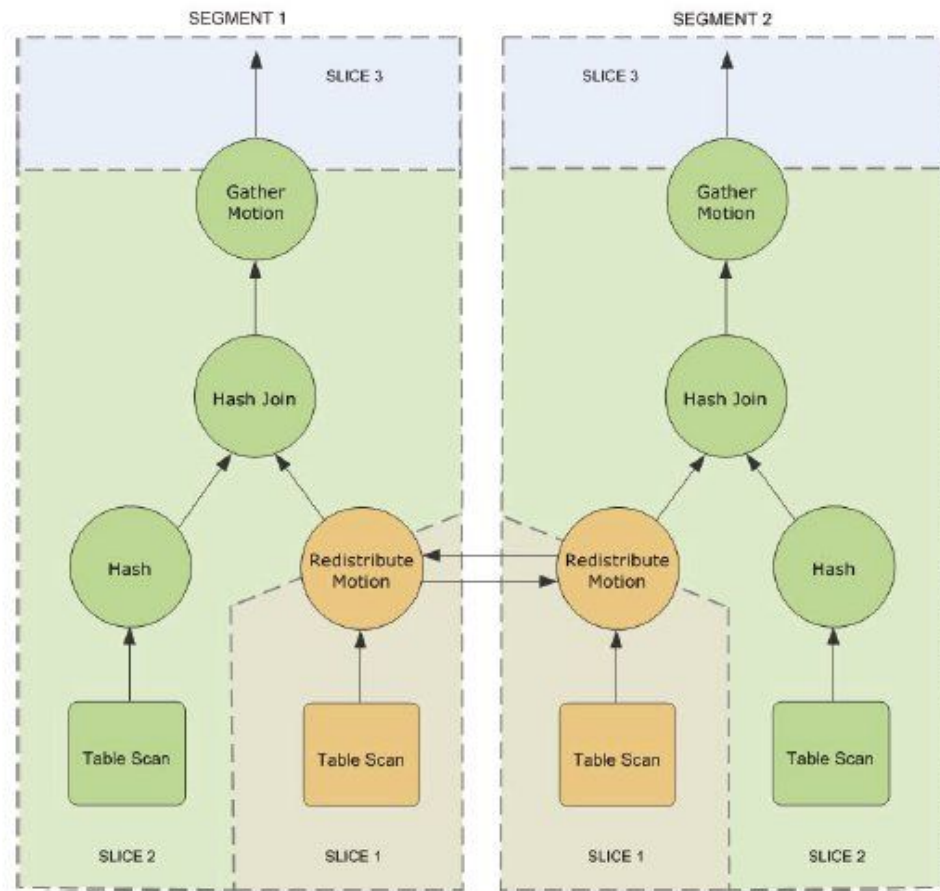 SEGMENT 1
SEGMENT 2
SLICE 3
SLICE 3
Gather
Motion
Gather
Motion
Hash Join
Hash Join
Hash
Redistribute
Motion
Redistribute
Motion
Hash
Table Scan
Table Scan
Table Scan
Table Scan
SLICE 2
SLICE 1
SLICE 1
SLICE 2